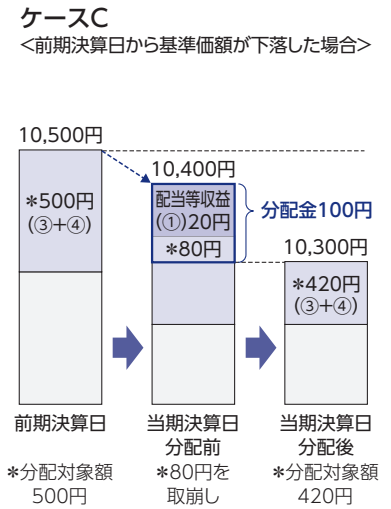 ケースC
<前期決算日から基準価額が下落した場合>
10,500円
10,400円
配当等収益
(①)20円
*80円
分配金100円
*500円
(③+④)
10,300円
*420円
(③+④)
前期決算日
当期決算日
分配前
当期決算日
分配後
*分配対象額
500円
*80円を
取崩し
*分配対象額
420円